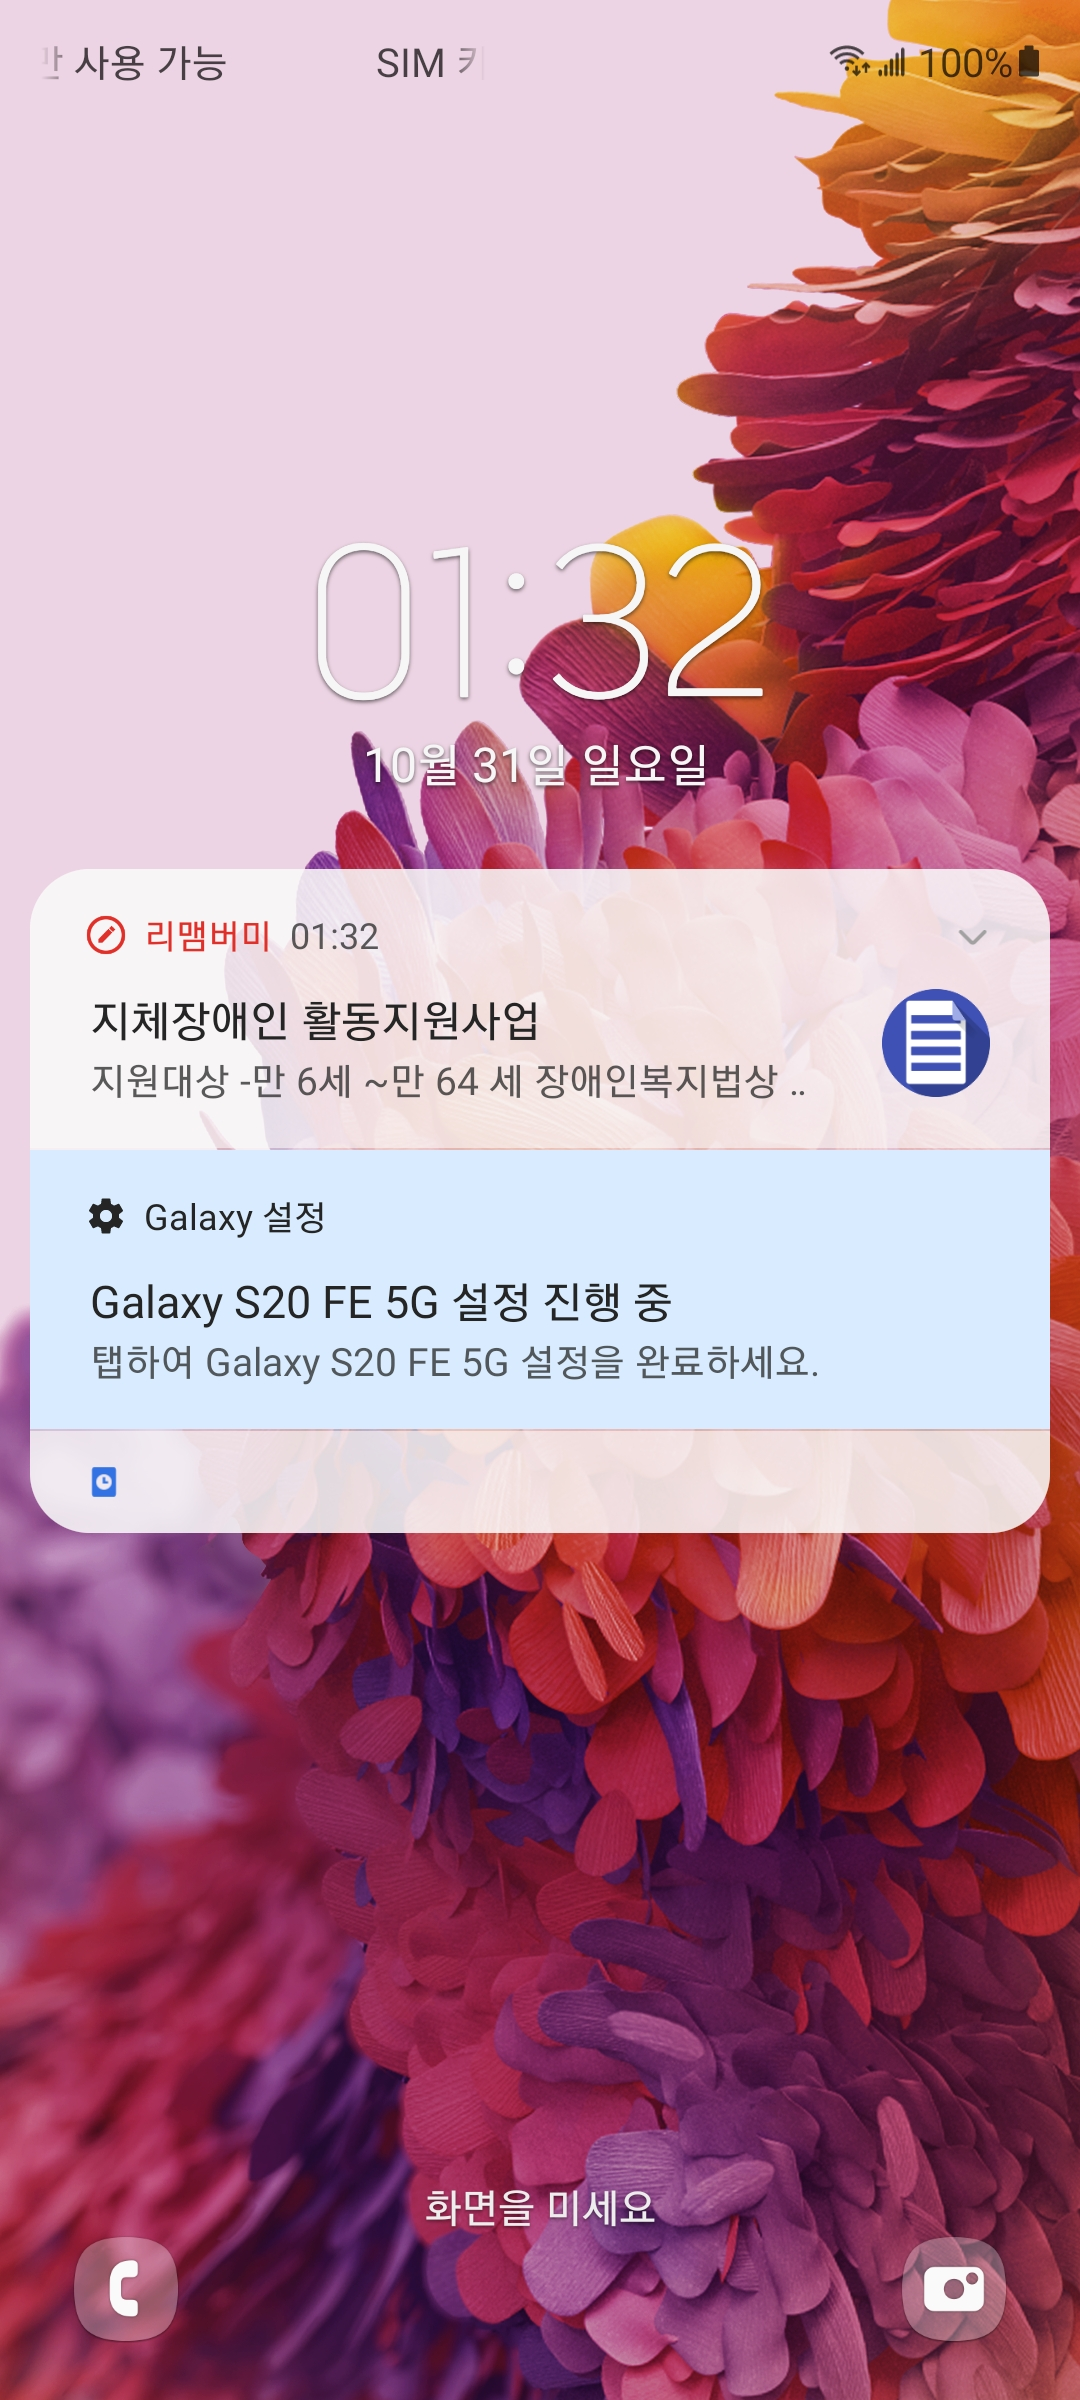 사용 가능
SIM
100%
01:32
10월 31일 일요일
리맴버미 01:32
지체장애인 활동지원사업
지원대상 -만 6세 ~만 64 세 장애인복지법상 ..
Galaxy 설정
Galaxy S20 FE 5G 설정 진행 중
탭하여 Galaxy S20 FE 5G 설정을 완료하세요.
화면을 미세요